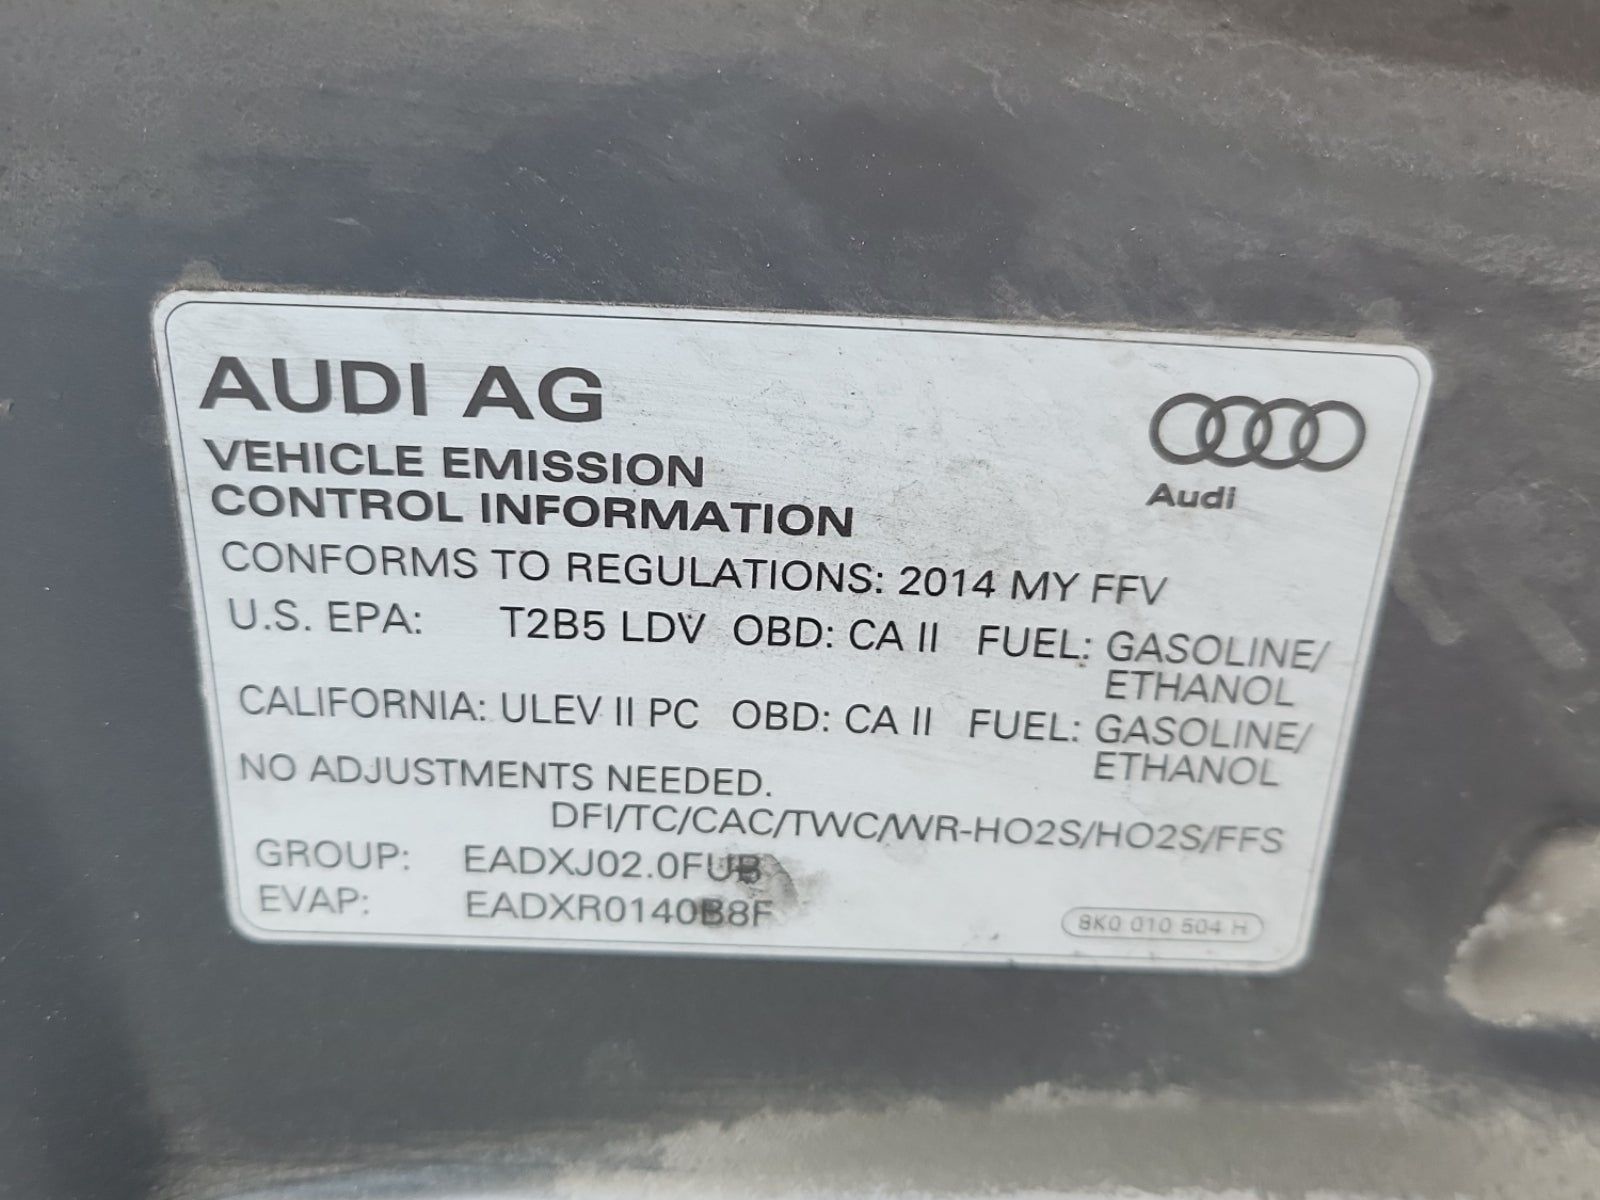 AUDI AG
Audi
VEHICLE EMISSION
CONTROL INFORMATION
CONFORMS TO REGULATIONS: 2014 MY FFV
U.S. EPA: T2B5 LDV OBD: CA II FUEL: GASOLINE/
ETHANOL
CALIFORNIA: ULEV II PC OBD: CA II FUEL: GASOLINE/
ETHANOL
NO ADJUSTMENTS NEEDED.
DFI/TC/CAC/TWC/WR-HO2S/HO2S/FFS
GROUP: EADXJ02.0FUB
EVAP: EADXR0140B8F
8K0 010 504 H